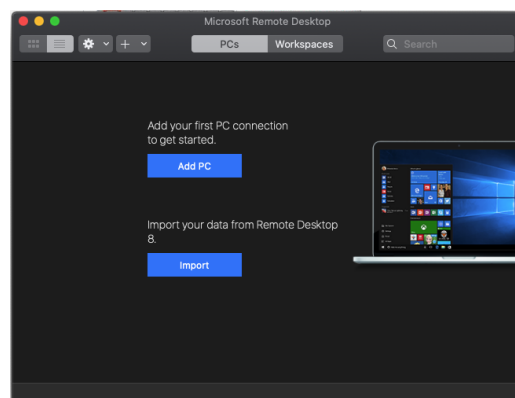 Microsoft Remote Desktop
PCs
Workspaces
Search
Add your first PC connection
to get started.
Add PC
Import your data from Remote Desktop
8.
Import